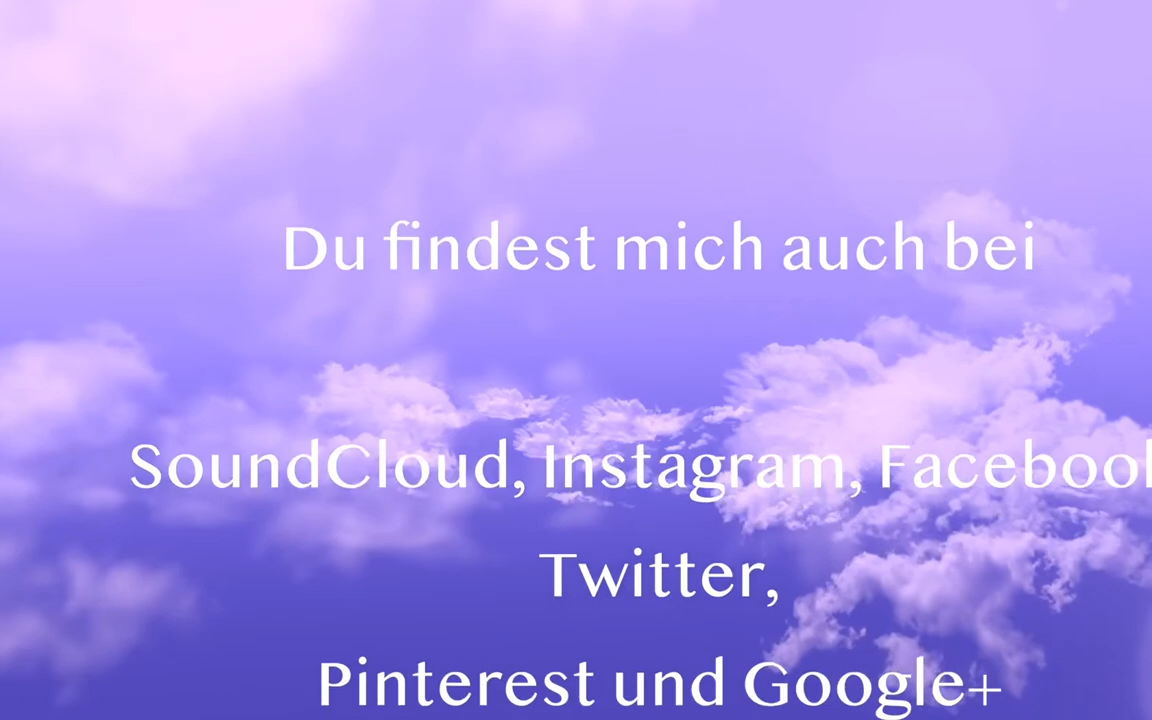 Du findest mich auch bei
SoundCloud, Instagram, Facebook
Twitter,
Pinterest und Google+